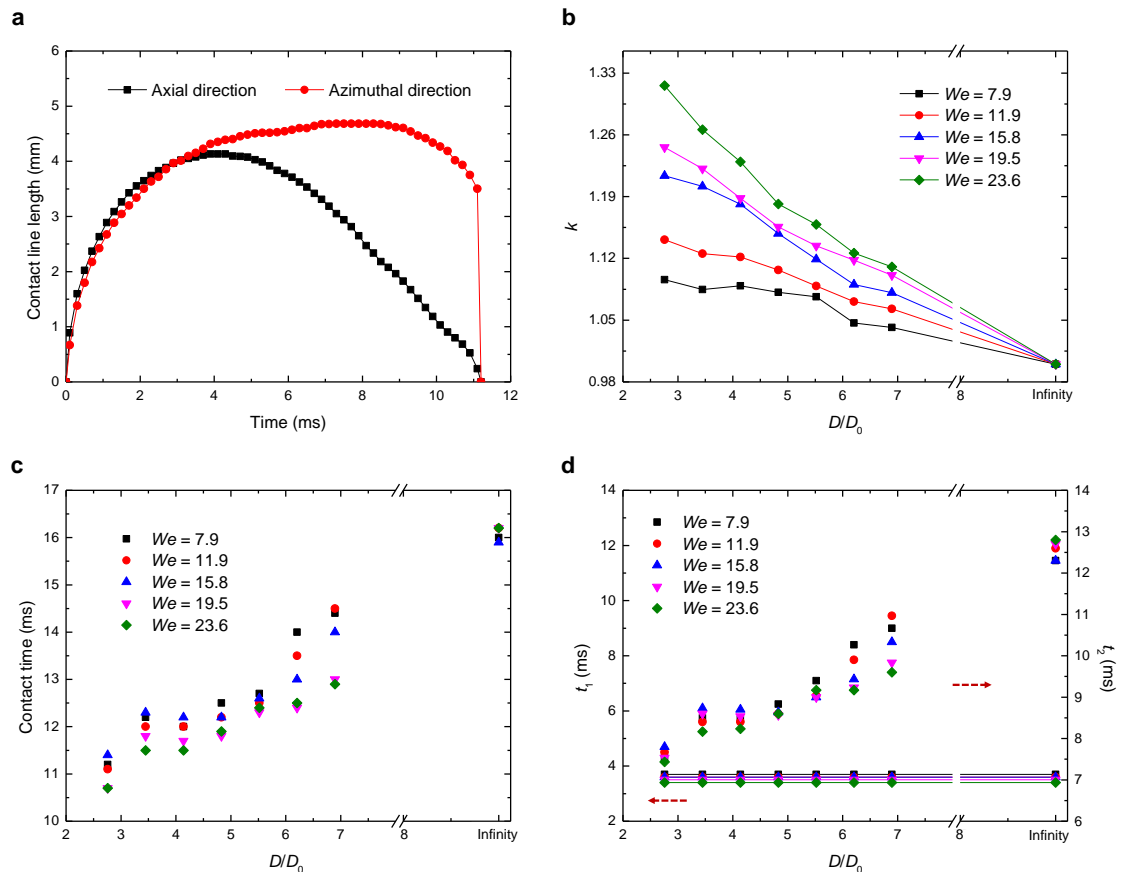 a
6
5
4
3
2
1
0
Contact line length (mm)
Axial direction
Azimuthal direction
0 2 4 6 8 10 12
Time (ms)
b
1.33
1.26
1.19
1.12
1.05
0.98
k
We = 7.9
We = 11.9
We = 15.8
We = 19.5
We = 23.6
2 3 4 5 6 7 8 Infinity
D/D0
c
17
16
15
14
13
12
11
10
Contact time (ms)
We = 7.9
We = 11.9
We = 15.8
We = 19.5
We = 23.6
2 3 4 5 6 7 8 Infinity
D/D0
d
14
12
10
8
6
4
2
t1 (ms)
We = 7.9
We = 11.9
We = 15.8
We = 19.5
We = 23.6
14
13
12
11
10
9
8
7
6
t2 (ms)
2 3 4 5 6 7 8 Infinity
D/D0